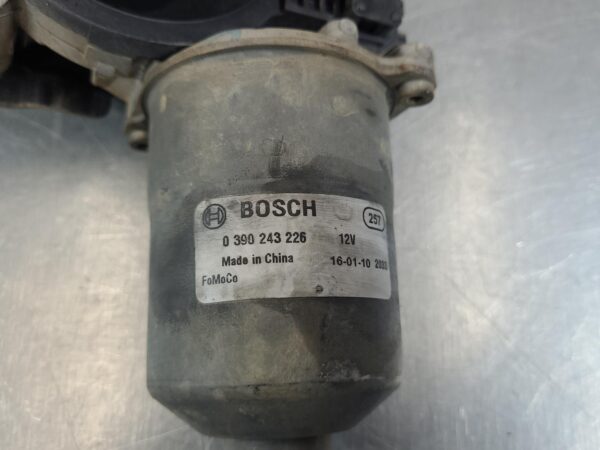 BOSCH 257
0 390 243 226 12V
Made in China 16-01-10
FoMoCo